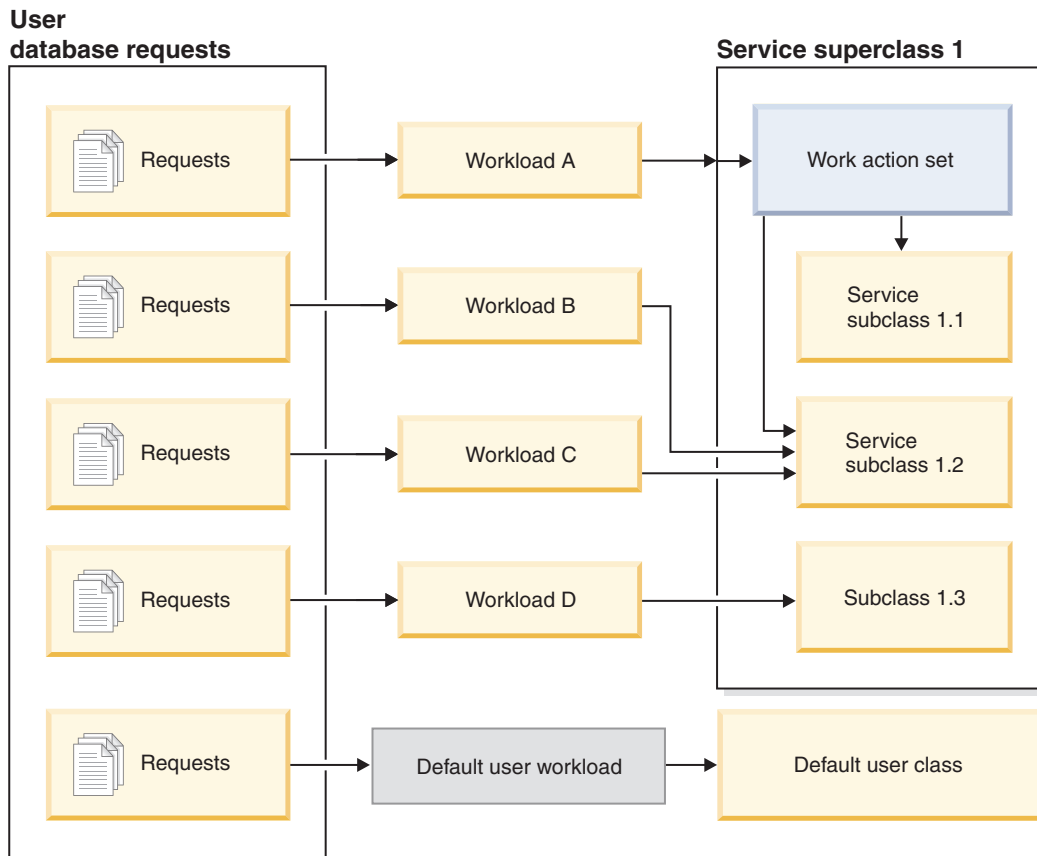 User
database requests
Service superclass 1
Requests
Workload A
Work action set
Requests
Workload B
Service
subclass 1.1
Requests
Workload C
Service
subclass 1.2
Requests
Workload D
Subclass 1.3
Requests
Default user workload
Default user class